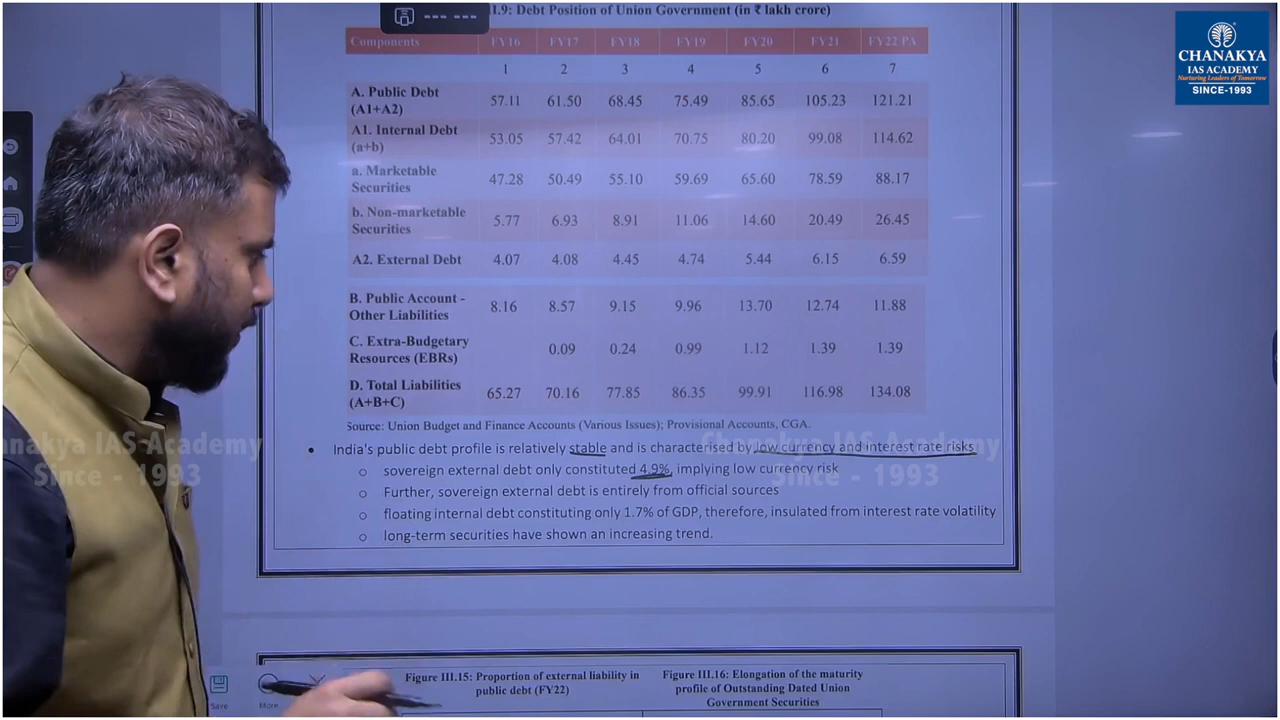 I.9: Debt Position of Union Government (in ₹ lakh crore)
Components FY16 FY17 FY18 FY19 FY20 FY21 FY22 PA
1 2 3 4 5 6 7
A. Public Debt
(A1+A2) 57.11 61.50 68.45 75.49 85.65 105.23 121.21
A1. Internal Debt
(a+b) 53.05 57.42 64.01 70.75 80.20 99.08 114.62
a. Marketable
Securities 47.28 50.49 55.10 59.69 65.60 78.59 88.17
b. Non-marketable
Securities 5.77 6.93 8.91 11.06 14.60 20.49 26.45
A2. External Debt 4.07 4.08 4.45 4.74 5.44 6.15 6.59
B. Public Account -
Other Liabilities 8.16 8.57 9.15 9.96 13.70 12.74 11.88
C. Extra-Budgetary
Resources (EBRs) 0.09 0.24 0.99 1.12 1.39 1.39
D. Total Liabilities
(A+B+C) 65.27 70.16 77.85 86.35 99.91 116.98 134.08
Source: Union Budget and Finance Accounts (Various Issues); Provisional Accounts, CGA.
• India's public debt profile is relatively stable and is characterised by low currency and interest rate risks
o sovereign external debt only constituted 4.9%, implying low currency risk
o Further, sovereign external debt is entirely from official sources
o floating internal debt constituting only 1.7% of GDP, therefore, insulated from interest rate volatility
o long-term securities have shown an increasing trend.
Figure III.15: Proportion of external liability in
public debt (FY22)
Figure III.16: Elongation of the maturity
profile of Outstanding Dated Union
Government Securities
Save
More
CHANAKYA
IAS ACADEMY
Nurturing Leaders of Tomorrow
SINCE-1993
anakya IAS Academy
Since - 1993
Chanakya IAS Academy
Since - 1993